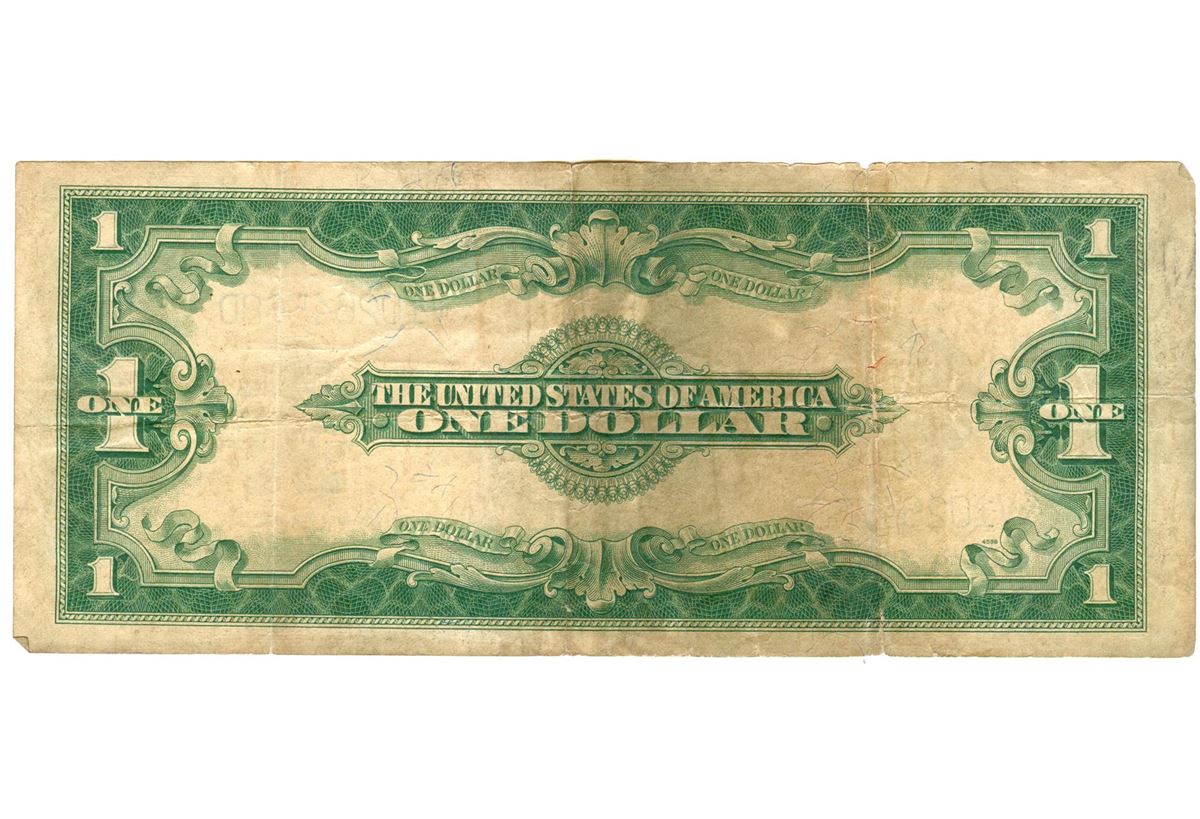 1 1
ONE DOLLAR ONE DOLLAR
1 1
THE UNITED STATES OF AMERICA
ONE ONE DOLLAR ONE
ONE DOLLAR ONE DOLLAR
1 1